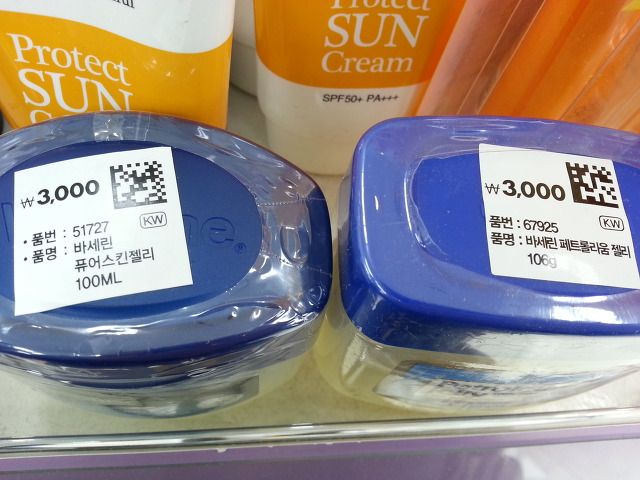 Protect
SUN
Protect
SUN
Cream
SPF50+ PA+++
₩3,000
KW
• 품번 : 51727
• 품명 : 바세린
퓨어스킨젤리
100ML
₩3,000
KW
품번 : 67925
품명 : 바세린 페트롤리움 젤리
106g